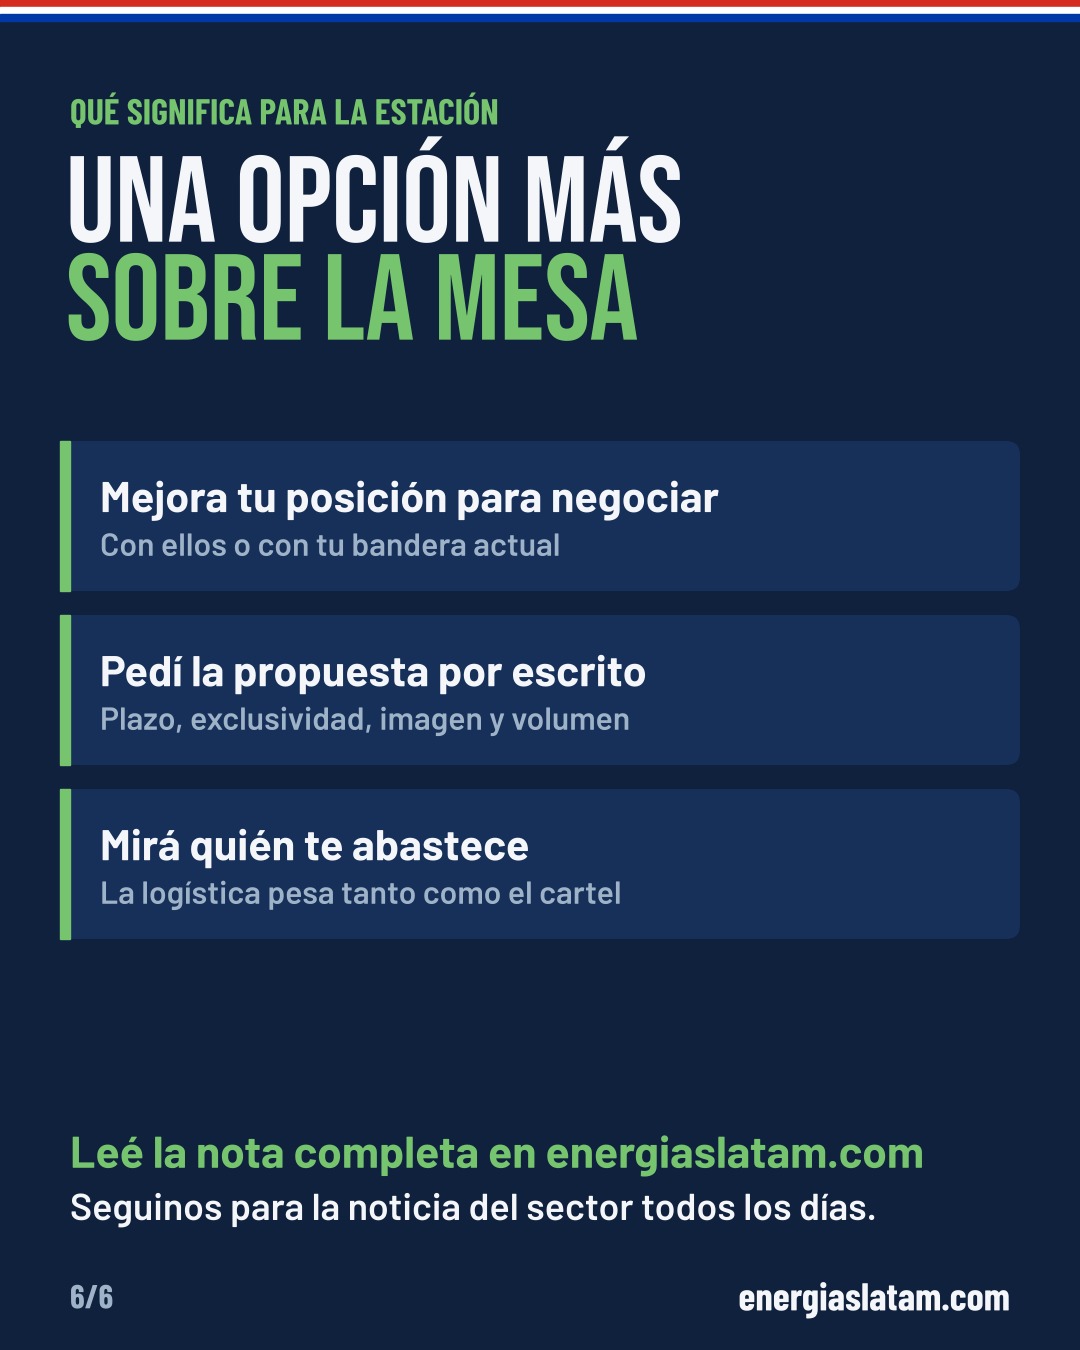 QUÉ SIGNIFICA PARA LA ESTACIÓN
UNA OPCIÓN MÁS
SOBRE LA MESA
Mejora tu posición para negociar
Con ellos o con tu bandera actual
Pedí la propuesta por escrito
Plazo, exclusividad, imagen y volumen
Mirá quién te abastece
La logística pesa tanto como el cartel
Leé la nota completa en energiaslatam.com
Seguinos para la noticia del sector todos los días.
6/6
energiaslatam.com